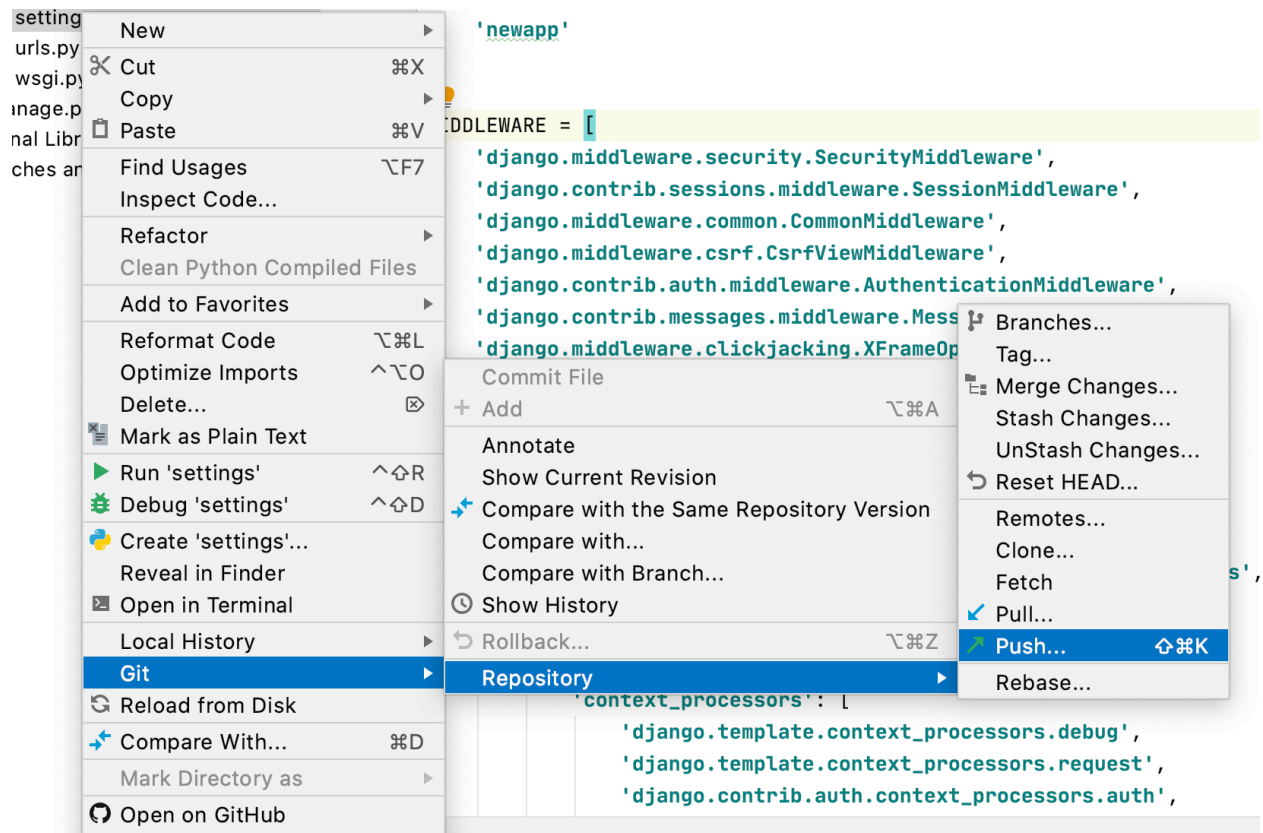 setting
urls.py
wsgi.py
anage.p
nal Libr
ches an
New
Cut ⌘X
Copy
Paste ⌘V
Find Usages ⌥F7
Inspect Code...
Refactor
Clean Python Compiled Files
Add to Favorites
Reformat Code ⌥⌘L
Optimize Imports ^⌥O
Delete... ⌦
Mark as Plain Text
Run 'settings' ^⇧R
Debug 'settings' ^⇧D
Create 'settings'...
Reveal in Finder
Open in Terminal
Local History
Git
Reload from Disk
Compare With... ⌘D
Mark Directory as
Open on GitHub
'newapp'
IDDLEWARE = [
'django.middleware.security.SecurityMiddleware',
'django.contrib.sessions.middleware.SessionMiddleware',
'django.middleware.common.CommonMiddleware',
'django.middleware.csrf.CsrfViewMiddleware',
'django.contrib.auth.middleware.AuthenticationMiddleware',
'django.contrib.messages.middleware.Mess
'django.middleware.clickjacking.XFrameOp
Commit File
Add ⌥⌘A
Annotate
Show Current Revision
Compare with the Same Repository Version
Compare with...
Compare with Branch...
Show History
Rollback... ⌥⌘Z
Repository
Branches...
Tag...
Merge Changes...
Stash Changes...
UnStash Changes...
Reset HEAD...
Remotes...
Clone...
Fetch
Pull...
Push... ⇧⌘K
Rebase...
s',
'context_processors': [
'django.template.context_processors.debug',
'django.template.context_processors.request',
'django.contrib.auth.context_processors.auth',